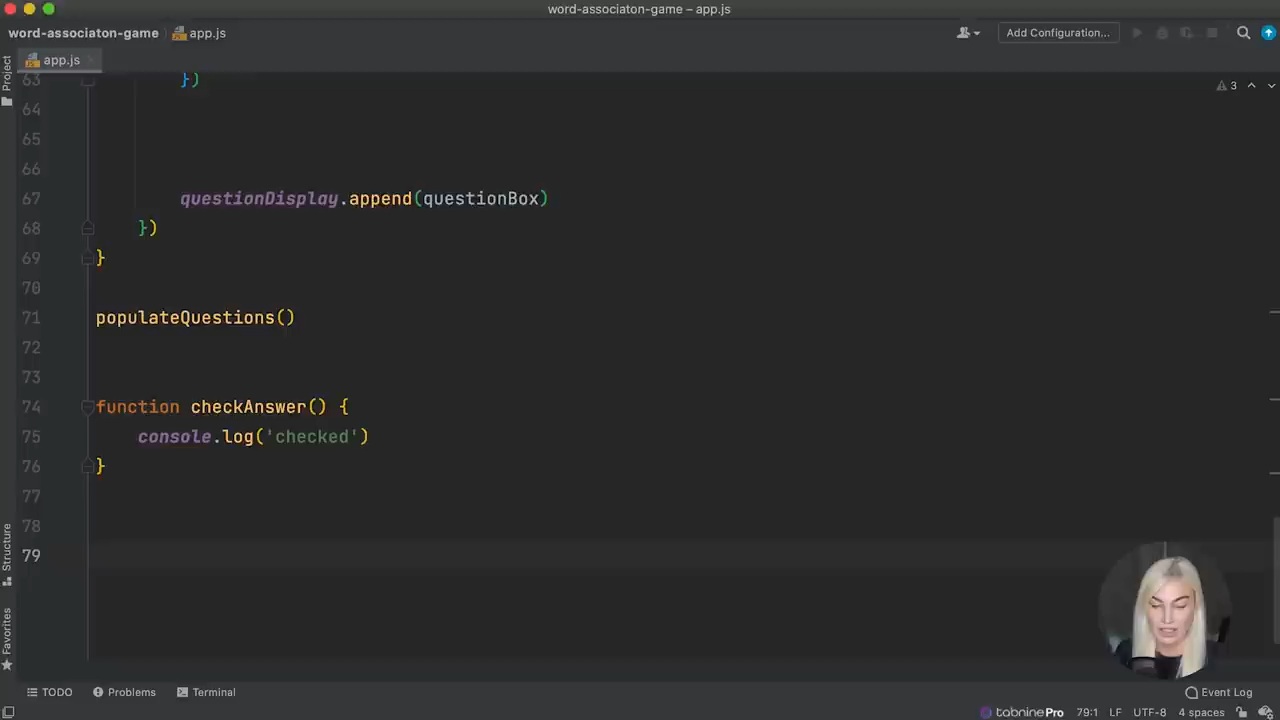 word-associaton-game – app.js
word-associaton-game app.js Add Configuration...
Project app.js
63 }) 3
64
65
66
67 questionDisplay.append(questionBox)
68 })
69 }
70
71 populateQuestions()
72
73
74 function checkAnswer() {
75 console.log('checked')
76 }
77
78
79
Structure
Favorites
TODO Problems Terminal Event Log
tabninePro 79:1 LF UTF-8 4 spaces